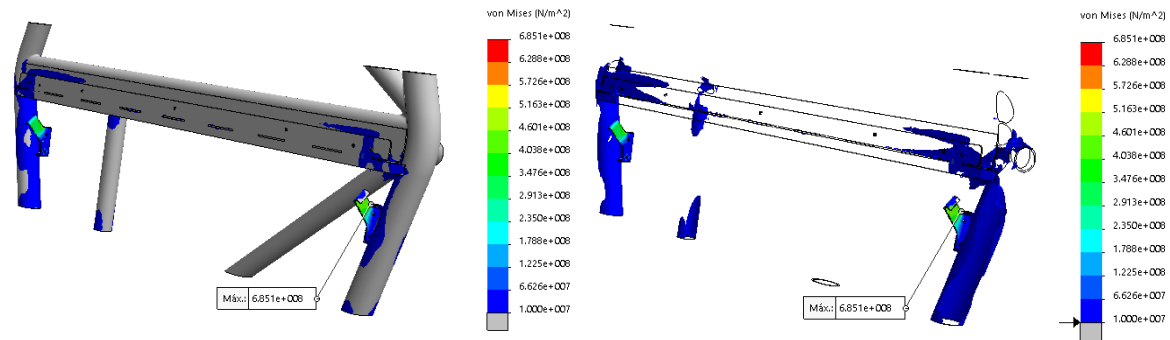 von Mises (N/m^2)
6.851e+008
6.288e+008
5.726e+008
5.163e+008
4.601e+008
4.038e+008
3.476e+008
2.913e+008
2.350e+008
1.788e+008
1.225e+008
6.626e+007
1.000e+007
Máx.: 6.851e+008
von Mises (N/m^2)
6.851e+008
6.288e+008
5.726e+008
5.163e+008
4.601e+008
4.038e+008
3.476e+008
2.913e+008
2.350e+008
1.788e+008
1.225e+008
6.626e+007
1.000e+007
Máx.: 6.851e+008